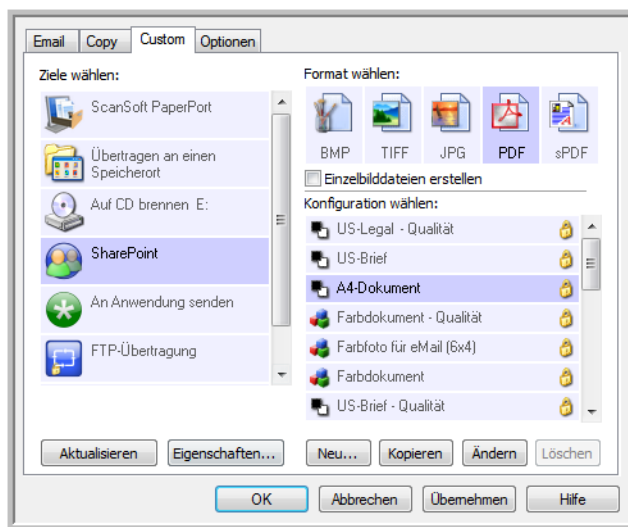 Email Copy Custom Optionen
Ziele wählen:
ScanSoft PaperPort
Übertragen an einen
Speicherort
Auf CD brennen E:
SharePoint
An Anwendung senden
FTP-Übertragung
Aktualisieren Eigenschaften...
Format wählen:
BMP TIFF JPG PDF sPDF
Einzelbilddateien erstellen
Konfiguration wählen:
US-Legal - Qualität
US-Brief
A4-Dokument
Farbdokument - Qualität
Farbfoto für eMail (6x4)
Farbdokument
US-Brief - Qualität
Neu... Kopieren Ändern Löschen
OK Abbrechen Übernehmen Hilfe